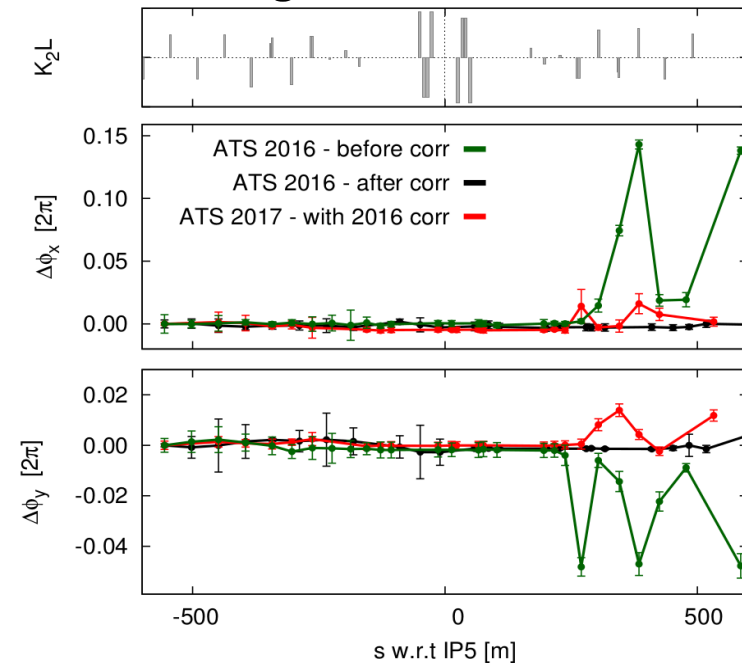 K₂L
0.15
0.10
0.05
0.00
Δϕₓ [2π]
ATS 2016 - before corr
ATS 2016 - after corr
ATS 2017 - with 2016 corr
0.02
0.00
-0.02
-0.04
Δϕᵧ [2π]
-500
0
500
s w.r.t IP5 [m]